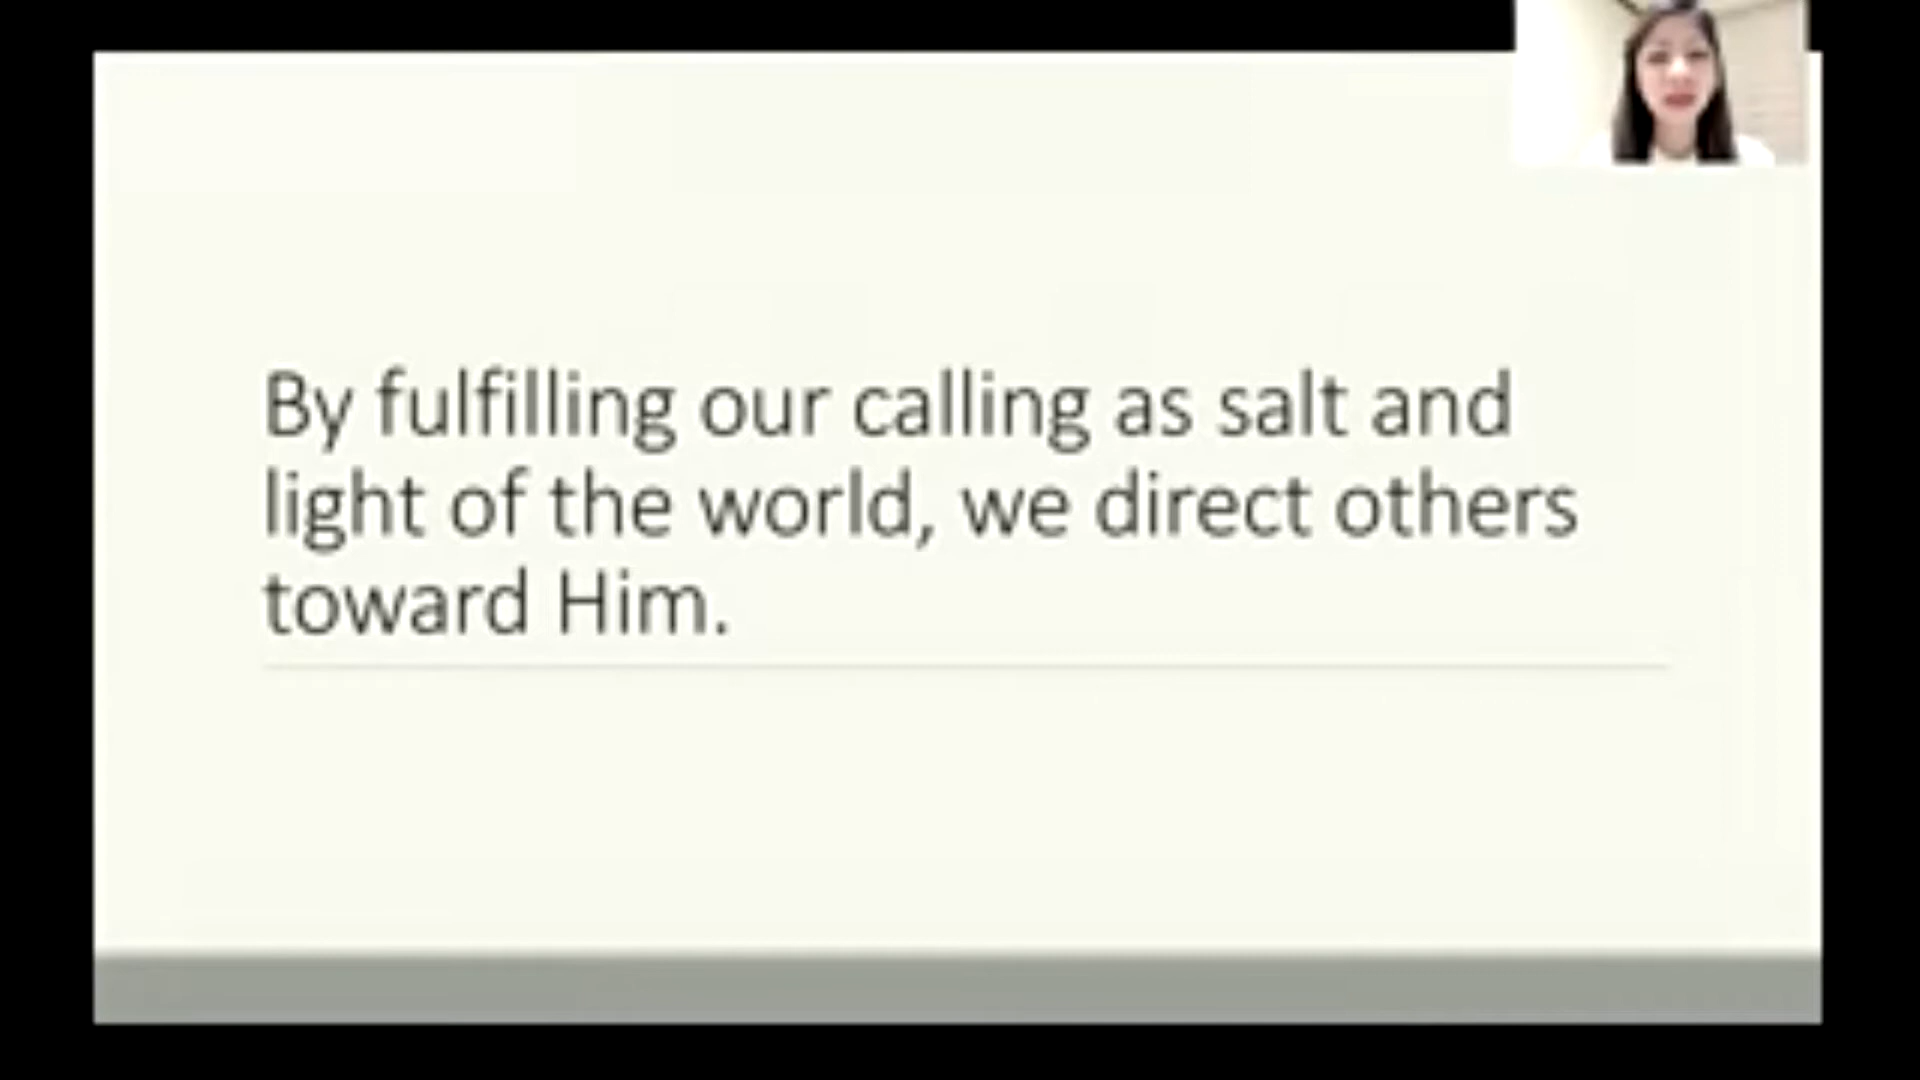 By fulfilling our calling as salt and
light of the world, we direct others
toward Him.